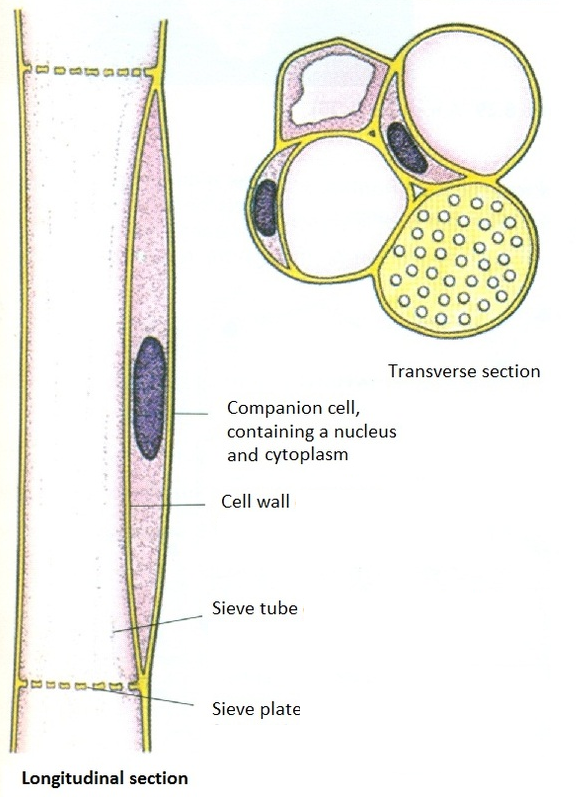 Transverse section
Companion cell,
containing a nucleus
and cytoplasm
Cell wall
Sieve tube
Sieve plate
Longitudinal section